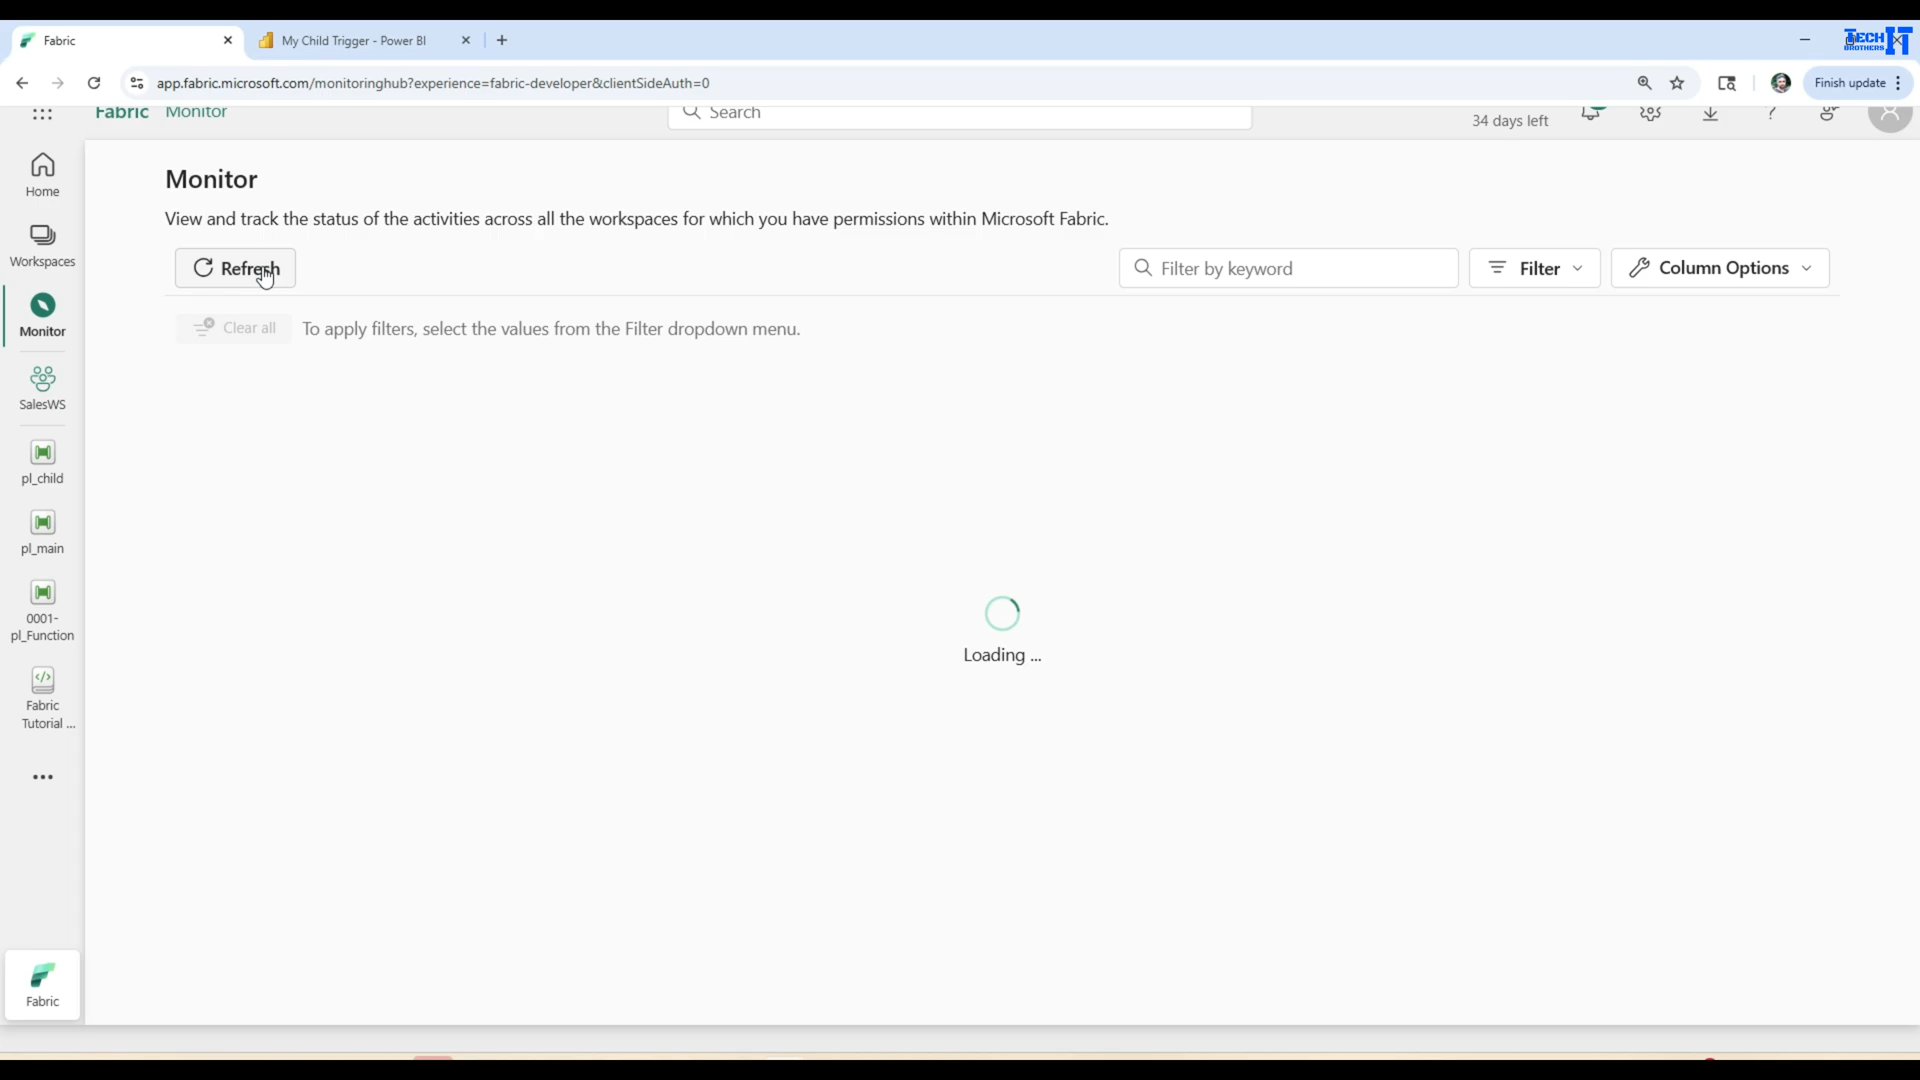 Fabric
My Child Trigger - Power BI
TECH IT
BROTHERS
app.fabric.microsoft.com/monitoringhub?experience=fabric-developer&clientSideAuth=0
Finish update
Fabric
Monitor
Search
34 days left
Home
Workspaces
Monitor
SalesWS
pl_child
pl_main
0001-
pl_Function
Fabric
Tutorial ...
Fabric
Monitor
View and track the status of the activities across all the workspaces for which you have permissions within Microsoft Fabric.
Refresh
Filter by keyword
Filter
Column Options
Clear all
To apply filters, select the values from the Filter dropdown menu.
Loading ...